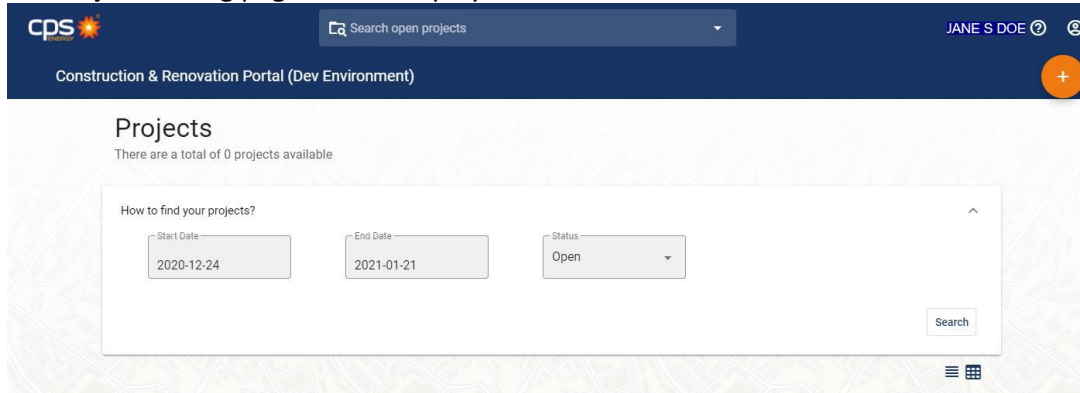 cps
ENERGY
Search open projects
JANE S DOE
Construction & Renovation Portal (Dev Environment)
+
Projects
There are a total of 0 projects available
How to find your projects?
Start Date
End Date
Status
2020-12-24
2021-01-21
Open
Search